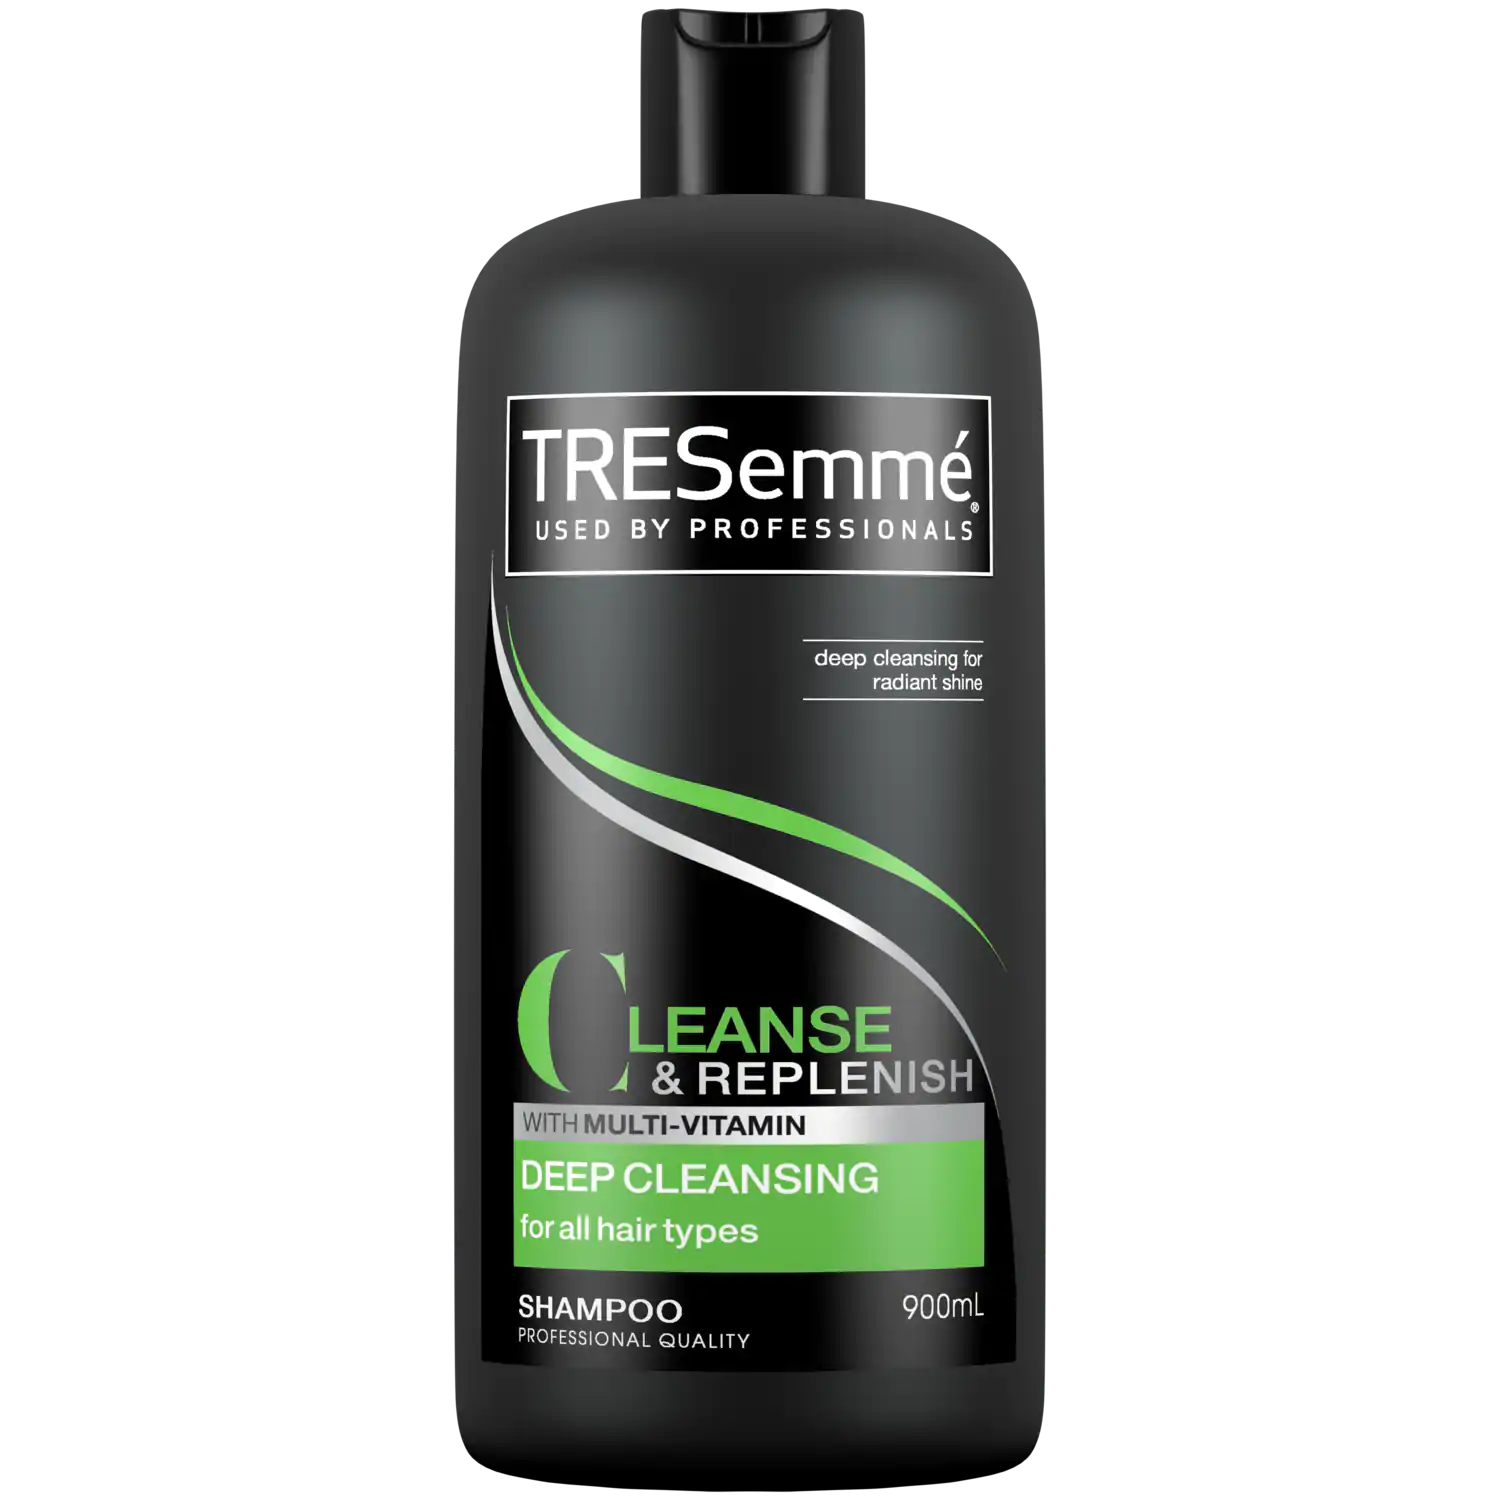 TRESemmé®
USED BY PROFESSIONALS
deep cleansing for
radiant shine
CLEANSE
& REPLENISH
WITH MULTI-VITAMIN
DEEP CLEANSING
for all hair types
SHAMPOO
900mL
PROFESSIONAL QUALITY